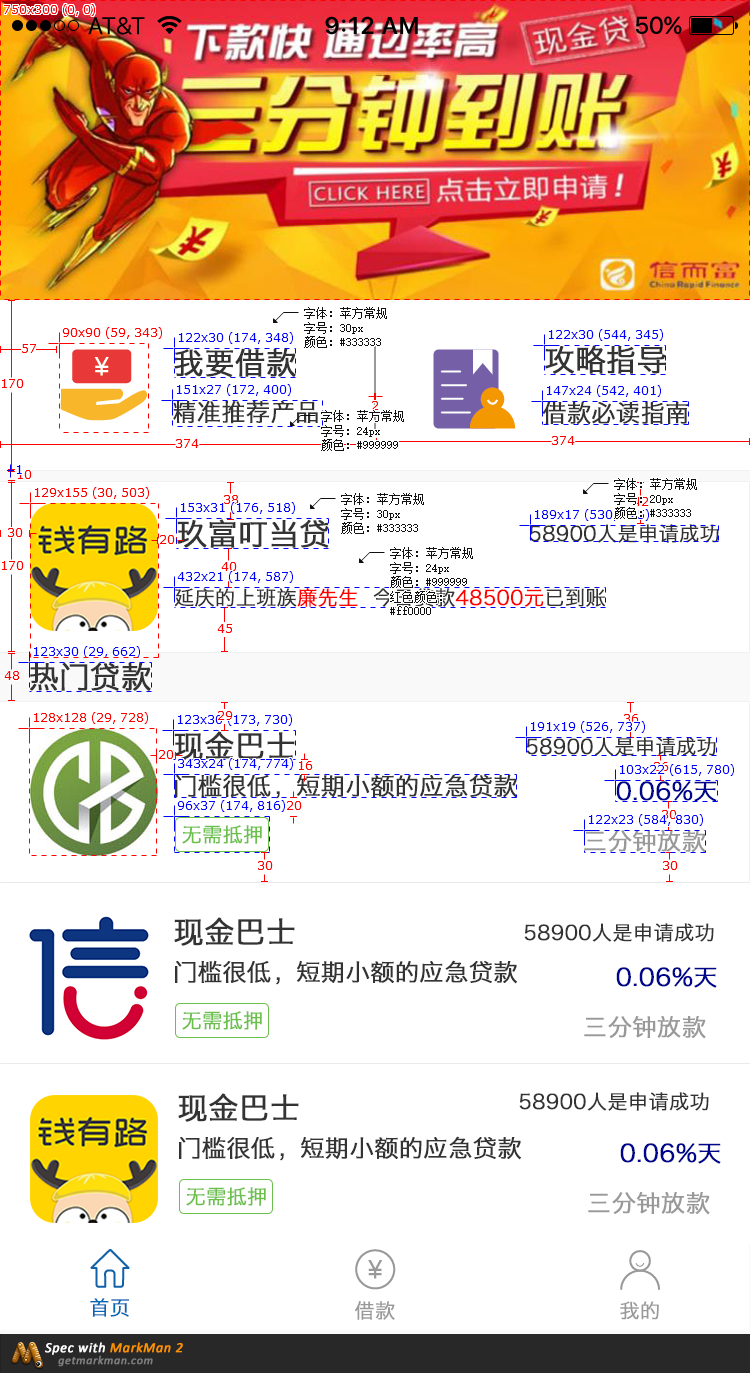 750x300 (0, 0)
AT&T 9:12 AM 50%
下款快 通过率高 现金贷
三分钟到账
CLICK HERE 点击立即申请！
信而富
China Rapid Finance
字体：苹方常规
字号：30px
颜色：#333333
90x90 (59, 343)
122x30 (174, 348)
122x30 (544, 345)
57
¥
我要借款
攻略指导
170
151x27 (172, 400)
147x24 (542, 401)
2
精准推荐产品
借款必读指南
字体：苹方常规
字号：24px
颜色：#999999
374
374
1
10
129x155 (30, 503)
38
字体：苹方常规
字号：30px
颜色：#333333
字体：苹方常规
字号：20px
颜色：#333333
153x31 (176, 518)
钱有路
30
20
玖富叮当贷
58900人是申请成功
字体：苹方常规
字号：24px
颜色：#999999
红色颜色：
#ff0000
170
40
432x21 (174, 587)
延庆的上班族廉先生 今 款48500元已到账
45
123x30 (29, 662)
48
热门贷款
29
36
128x128 (29, 728)
123x30 (173, 730)
191x19 (526, 737)
20
现金巴士
58900人是申请成功
16
343x24 (174, 774)
103x22 (615, 780)
门槛很低，短期小额的应急贷款
0.06%天
96x37 (174, 816)
20
20
122x23 (584, 830)
无需抵押
三分钟放款
30
30
信
现金巴士
58900人是申请成功
门槛很低，短期小额的应急贷款
0.06%天
无需抵押
三分钟放款
钱有路
现金巴士
58900人是申请成功
门槛很低，短期小额的应急贷款
0.06%天
无需抵押
三分钟放款
首页
¥
借款
我的
Spec with MarkMan 2
getmarkman.com